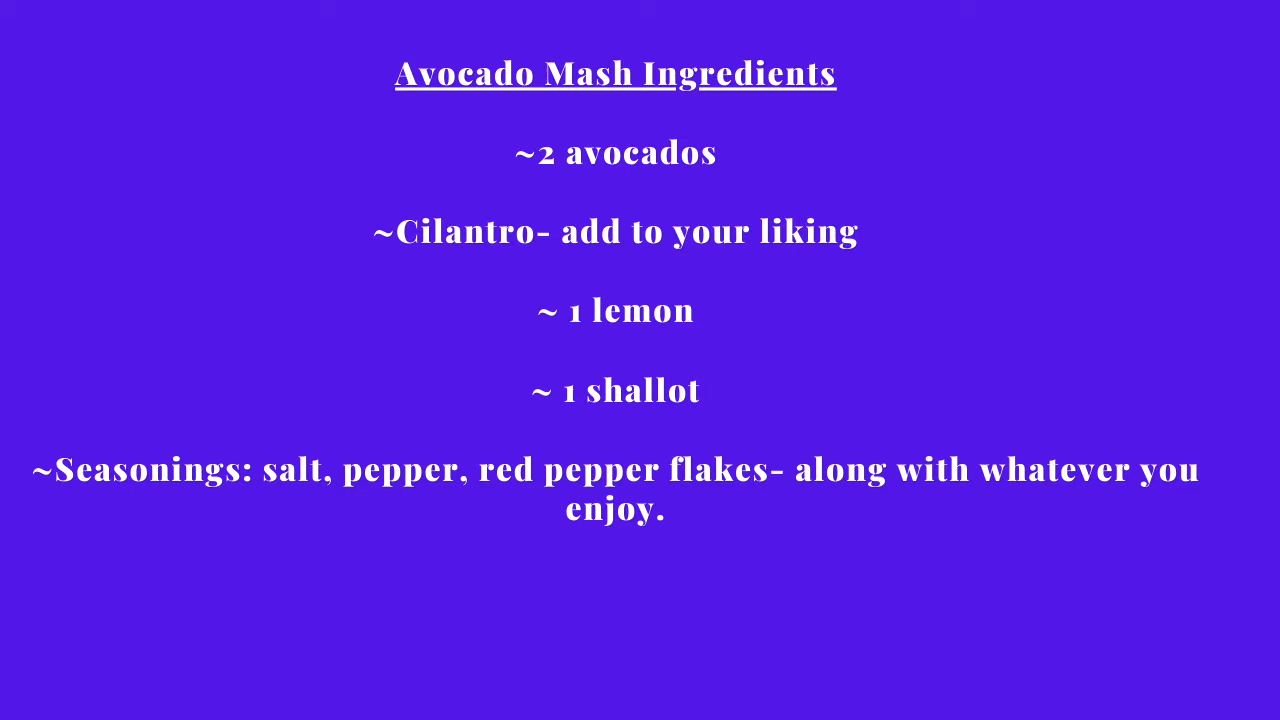 Avocado Mash Ingredients
~2 avocados
~Cilantro- add to your liking
~ 1 lemon
~ 1 shallot
~Seasonings: salt, pepper, red pepper flakes- along with whatever you
enjoy.